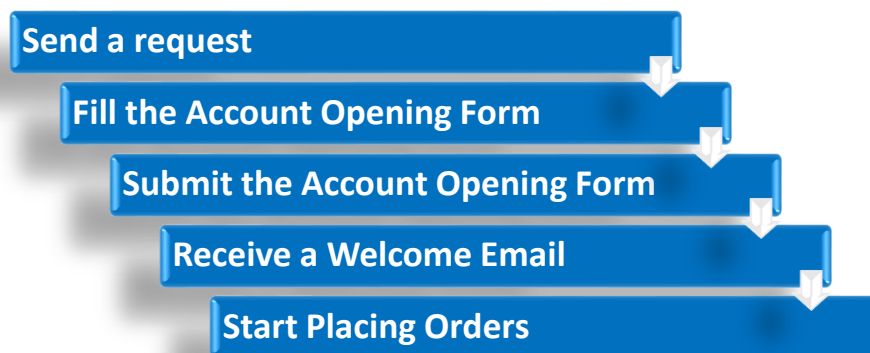 Send a request
Fill the Account Opening Form
Submit the Account Opening Form
Receive a Welcome Email
Start Placing Orders